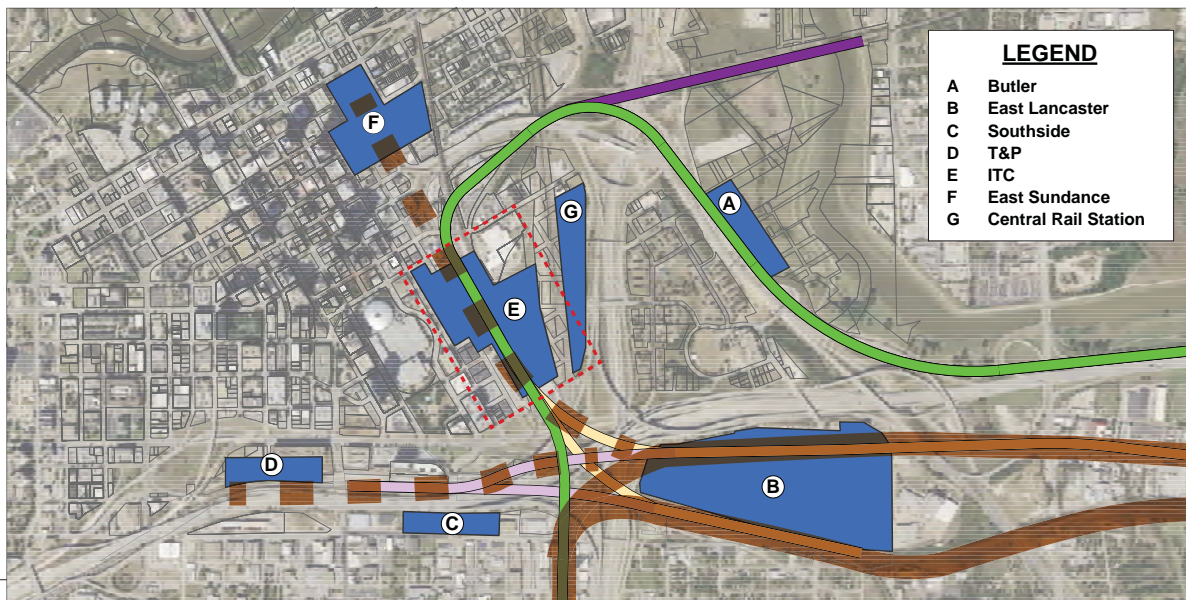 LEGEND
A Butler
B East Lancaster
C Southside
D T&P
E ITC
F East Sundance
G Central Rail Station
F
A
G
E
D
B
C